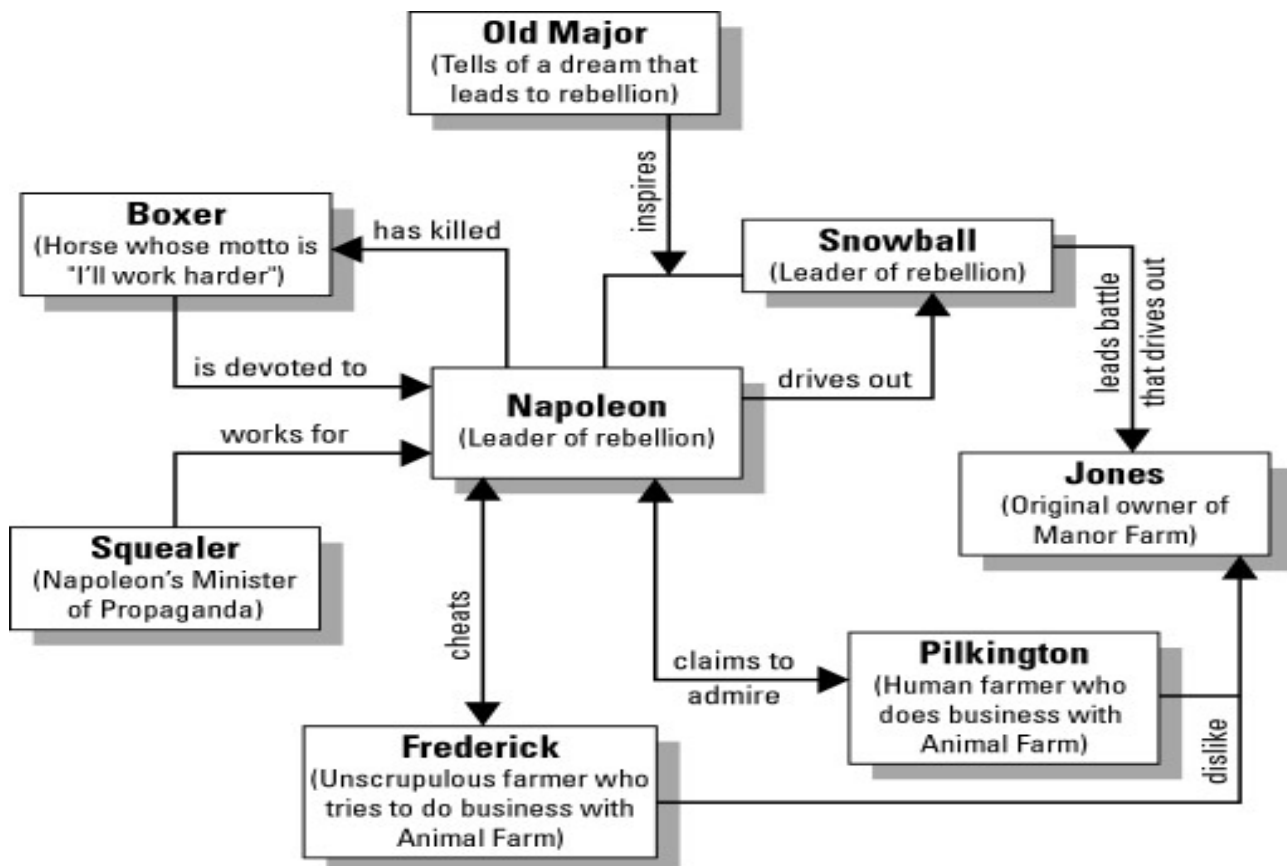 Old Major
(Tells of a dream that
leads to rebellion)
inspires
Boxer
(Horse whose motto is
"I'll work harder")
has killed
Snowball
(Leader of rebellion)
leads battle
that drives out
is devoted to
Napoleon
(Leader of rebellion)
drives out
works for
Jones
(Original owner of
Manor Farm)
Squealer
(Napoleon's Minister
of Propaganda)
cheats
claims to
admire
Pilkington
(Human farmer who
does business with
Animal Farm)
dislike
Frederick
(Unscrupulous farmer who
tries to do business with
Animal Farm)